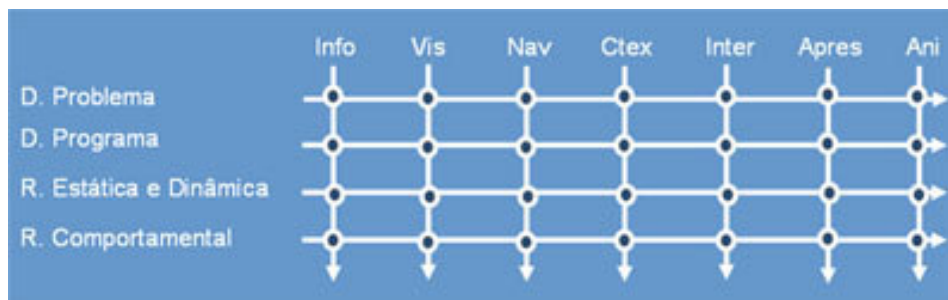 Info Vis Nav Ctex Inter Apres Ani
D. Problema
D. Programa
R. Estática e Dinâmica
R. Comportamental